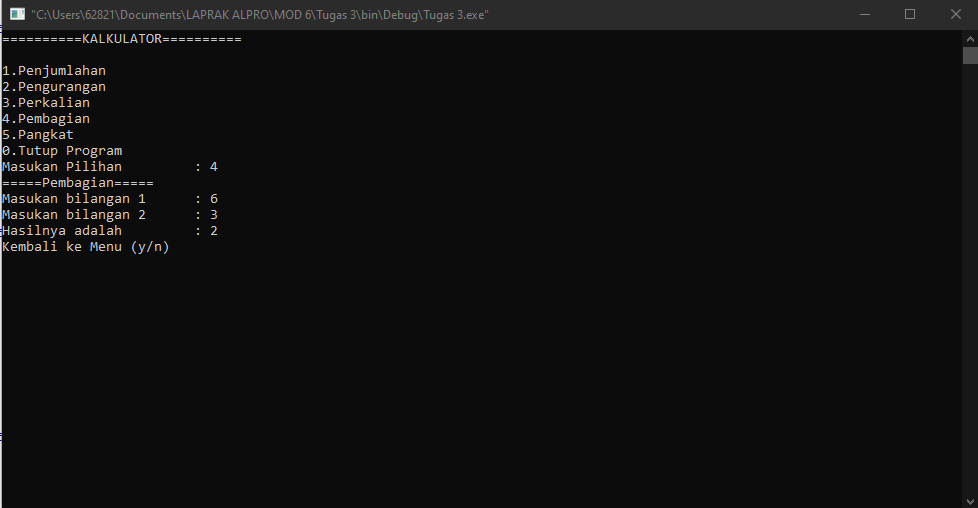 "C:\Users\62821\Documents\LAPRAK ALPRO\MOD 6\Tugas 3\bin\Debug\Tugas 3.exe"
==========KALKULATOR==========
1.Penjumlahan
2.Pengurangan
3.Perkalian
4.Pembagian
5.Pangkat
0.Tutup Program
Masukan Pilihan         : 4
=====Pembagian=====
Masukan bilangan 1      : 6
Masukan bilangan 2      : 3
Hasilnya adalah         : 2
Kembali ke Menu (y/n)